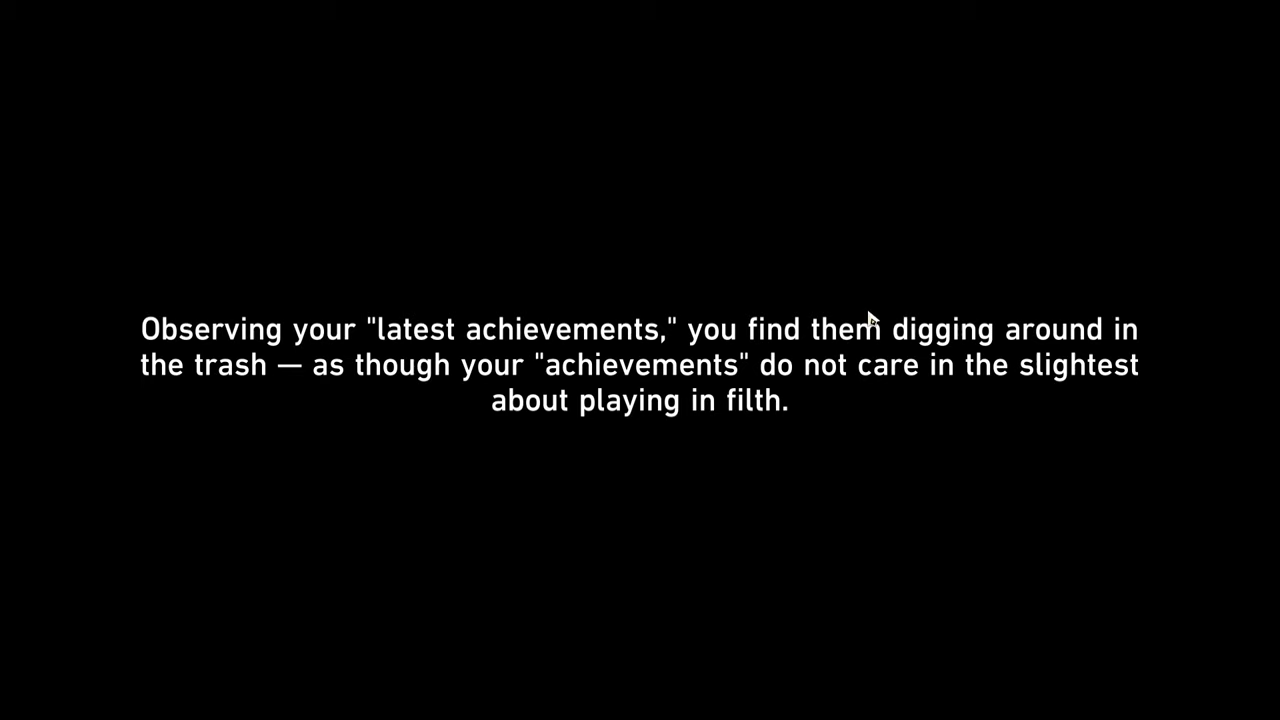 Observing your "latest achievements," you find them digging around in
the trash — as though your "achievements" do not care in the slightest
about playing in filth.